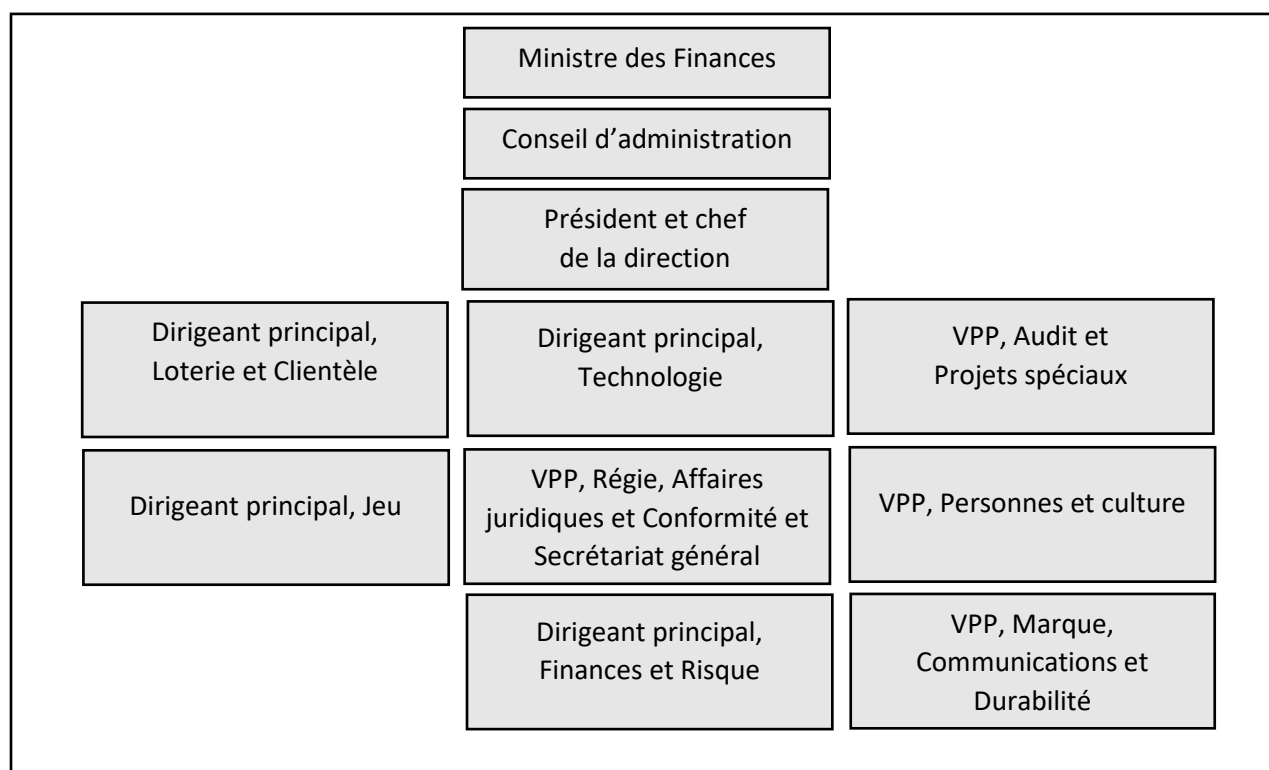 Ministre des Finances
Conseil d’administration
Président et chef
de la direction
Dirigeant principal,
Loterie et Clientèle
Dirigeant principal,
Technologie
VPP, Audit et
Projets spéciaux
Dirigeant principal, Jeu
VPP, Régie, Affaires
juridiques et Conformité et
Secrétariat général
VPP, Personnes et culture
Dirigeant principal,
Finances et Risque
VPP, Marque,
Communications et
Durabilité